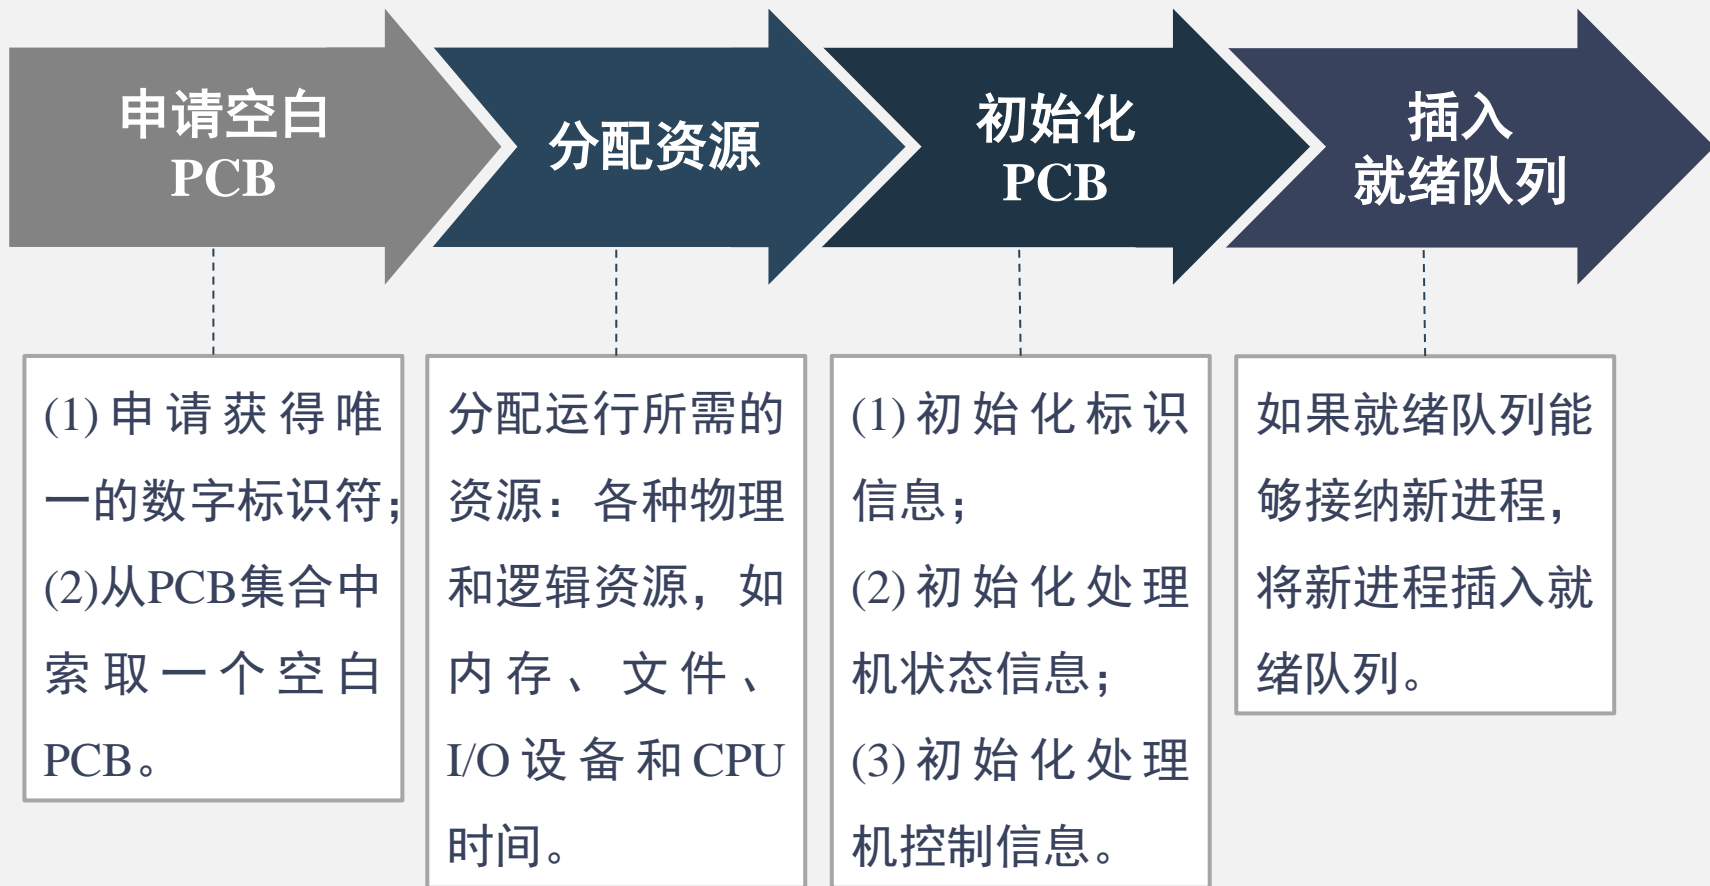 申请空白
PCB
分配资源
初始化
PCB
插入
就绪队列
(1)申请获得唯
一的数字标识符；
(2)从PCB集合中
索取一个空白
PCB。
分配运行所需的
资源：各种物理
和逻辑资源，如
内存、文件、
I/O设备和CPU
时间。
(1)初始化标识
信息；
(2)初始化处理
机状态信息；
(3)初始化处理
机控制信息。
如果就绪队列能
够接纳新进程，
将新进程插入就
绪队列。